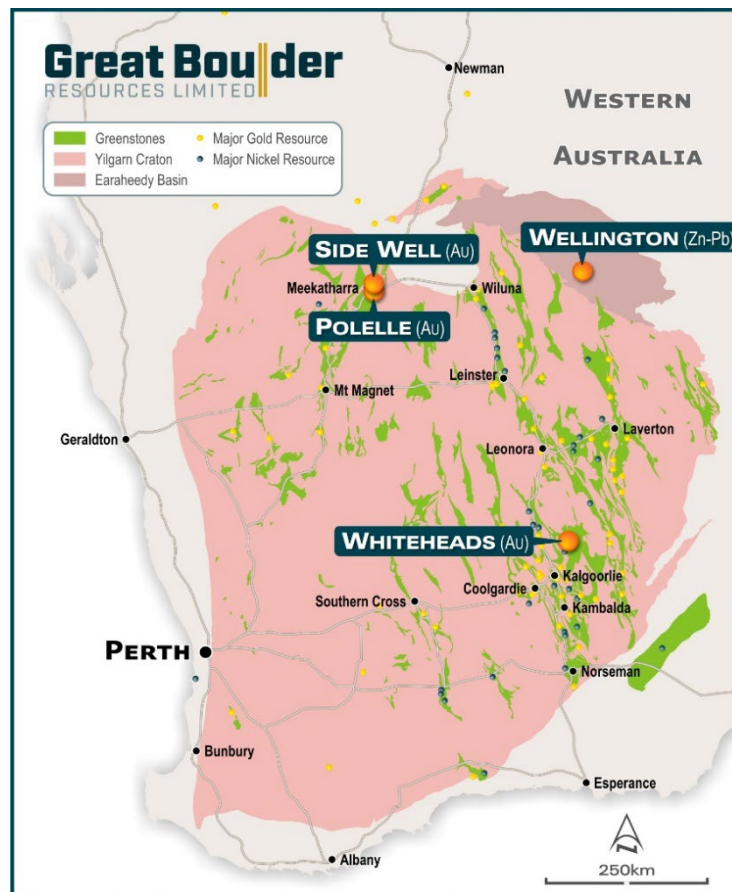 Great Boulder
RESOURCES LIMITED
Greenstones
Yilgarn Craton
Earaheedy Basin
Major Gold Resource
Major Nickel Resource
Newman
WESTERN
AUSTRALIA
SIDE WELL (AU)
WELLINGTON (Zn-Pb)
Meekatharra
Wiluna
POLELLE (AU)
Leinster
Mt Magnet
Geraldton
Laverton
Leonora
WHITEHEADS (AU)
Kalgoorlie
Coolgardie
Southern Cross
Kambalda
PERTH
Norseman
Bunbury
Esperance
Albany
N
250km